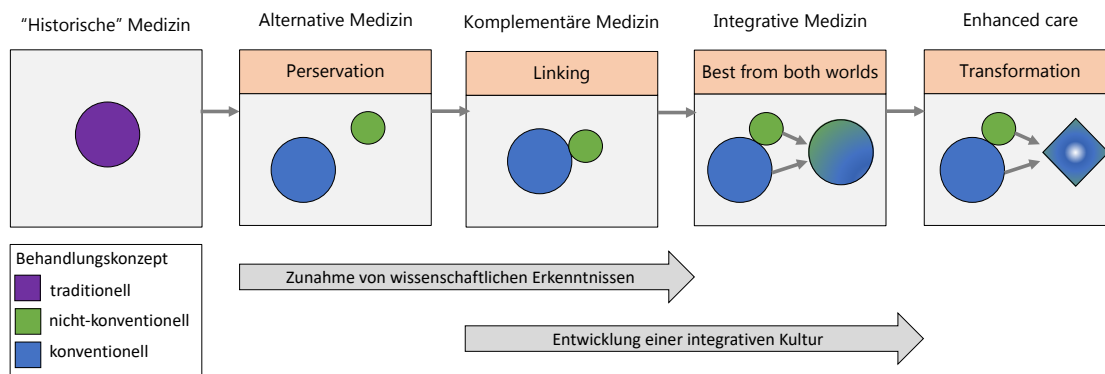 “Historische” Medizin
Alternative Medizin
Komplementäre Medizin
Integrative Medizin
Enhanced care
Perservation
Linking
Best from both worlds
Transformation
Behandlungskonzept
traditionell
nicht-konventionell
konventionell
Zunahme von wissenschaftlichen Erkenntnissen
Entwicklung einer integrativen Kultur